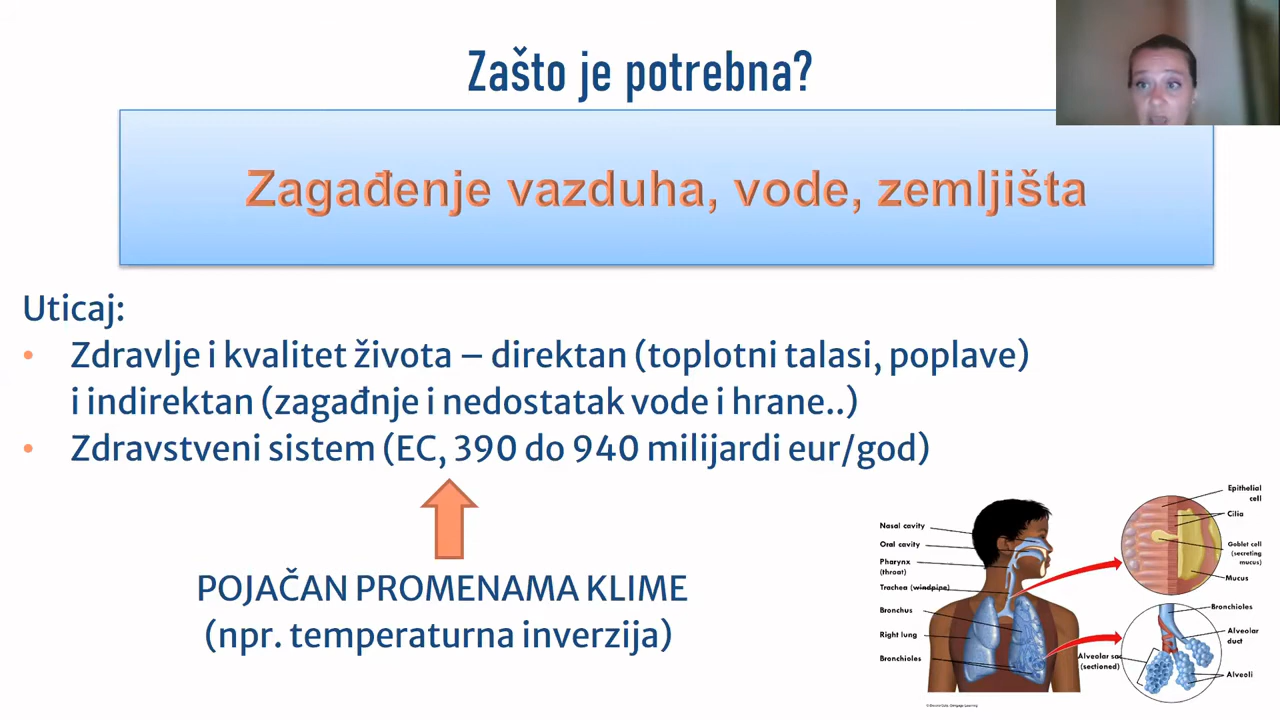 Zašto je potrebna?
Zagađenje vazduha, vode, zemljišta
Uticaj:
• Zdravlje i kvalitet života – direktan (toplotni talasi, poplave)
i indirektan (zagađnje i nedostatak vode i hrane..)
• Zdravstveni sistem (EC, 390 do 940 milijardi eur/god)
POJAČAN PROMENAMA KLIME
(npr. temperaturna inverzija)
Nasal cavity
Oral cavity
Pharynx
(throat)
Trachea (windpipe)
Bronchus
Right lung
Bronchioles
Epithelial
cell
Cilia
Goblet cell
(secreting
mucus)
Mucus
Bronchioles
Alveolar
duct
Alveolar sac
(sectioned)
Alveoli
Cengage Learning